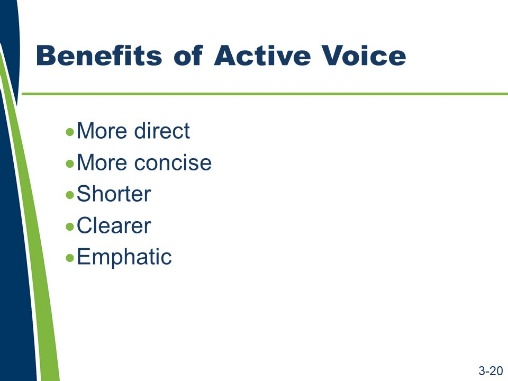 Benefits of Active Voice
•More direct
•More concise
•Shorter
•Clearer
•Emphatic
3-20